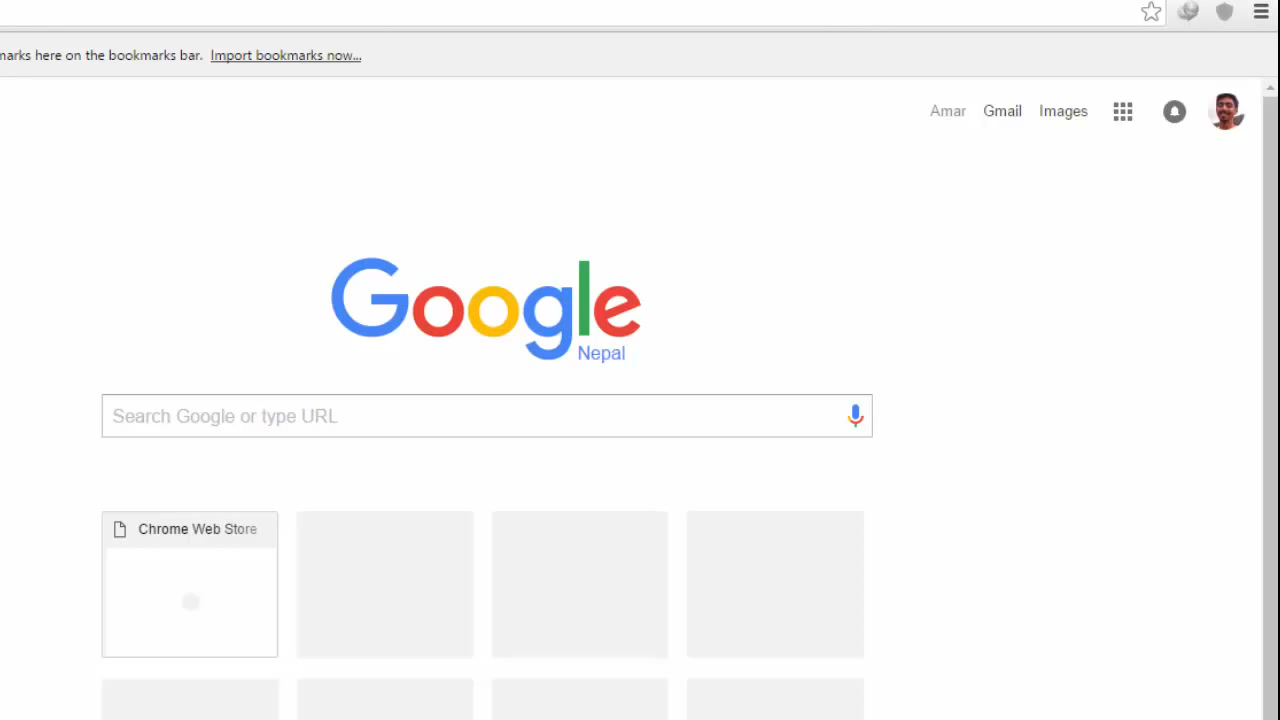 marks here on the bookmarks bar. Import bookmarks now...
Amar Gmail Images
Google
Nepal
Search Google or type URL
Chrome Web Store